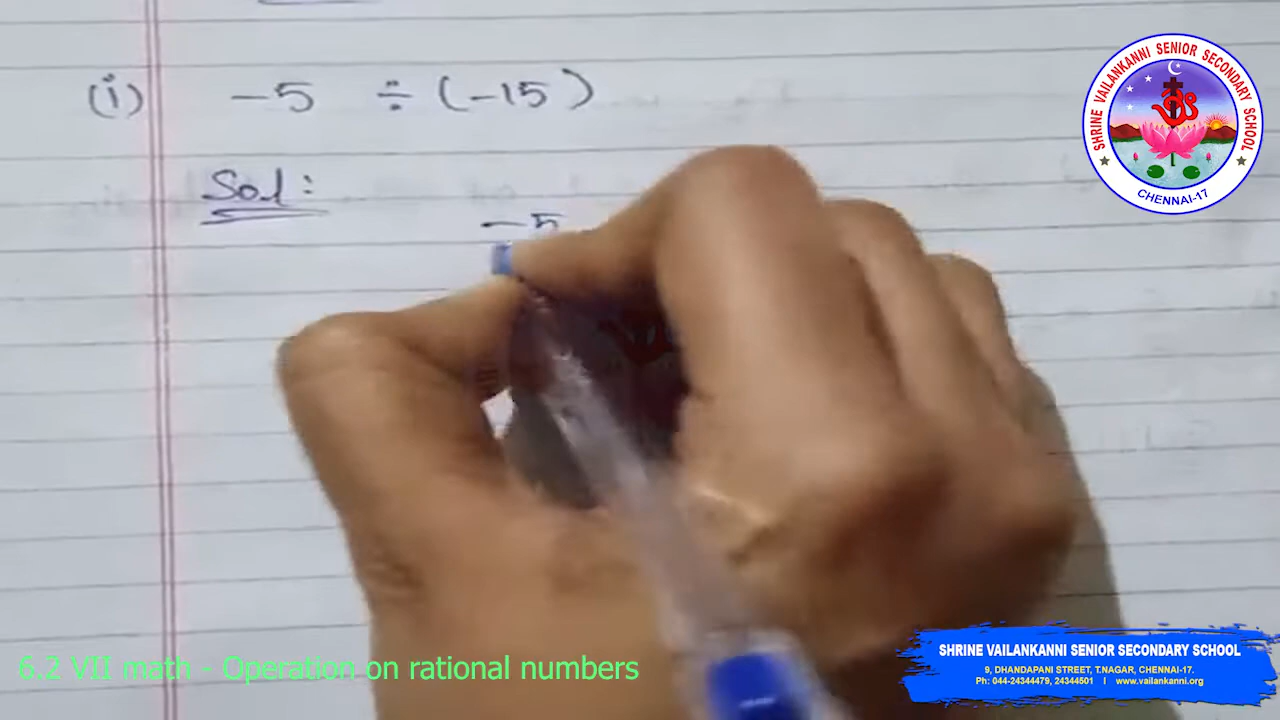 (i) -5 ÷ (-15)
Sol:
-5
SHRINE VAILANKANNI SENIOR SECONDARY SCHOOL
CHENNAI-17
6.2 VII math Operation on rational numbers
SHRINE VAILANKANNI SENIOR SECONDARY SCHOOL
9, DHANDAPANI STREET, T.NAGAR, CHENNAI-17.
Ph: 044-24344479, 24344501 I www.vailankanni.org